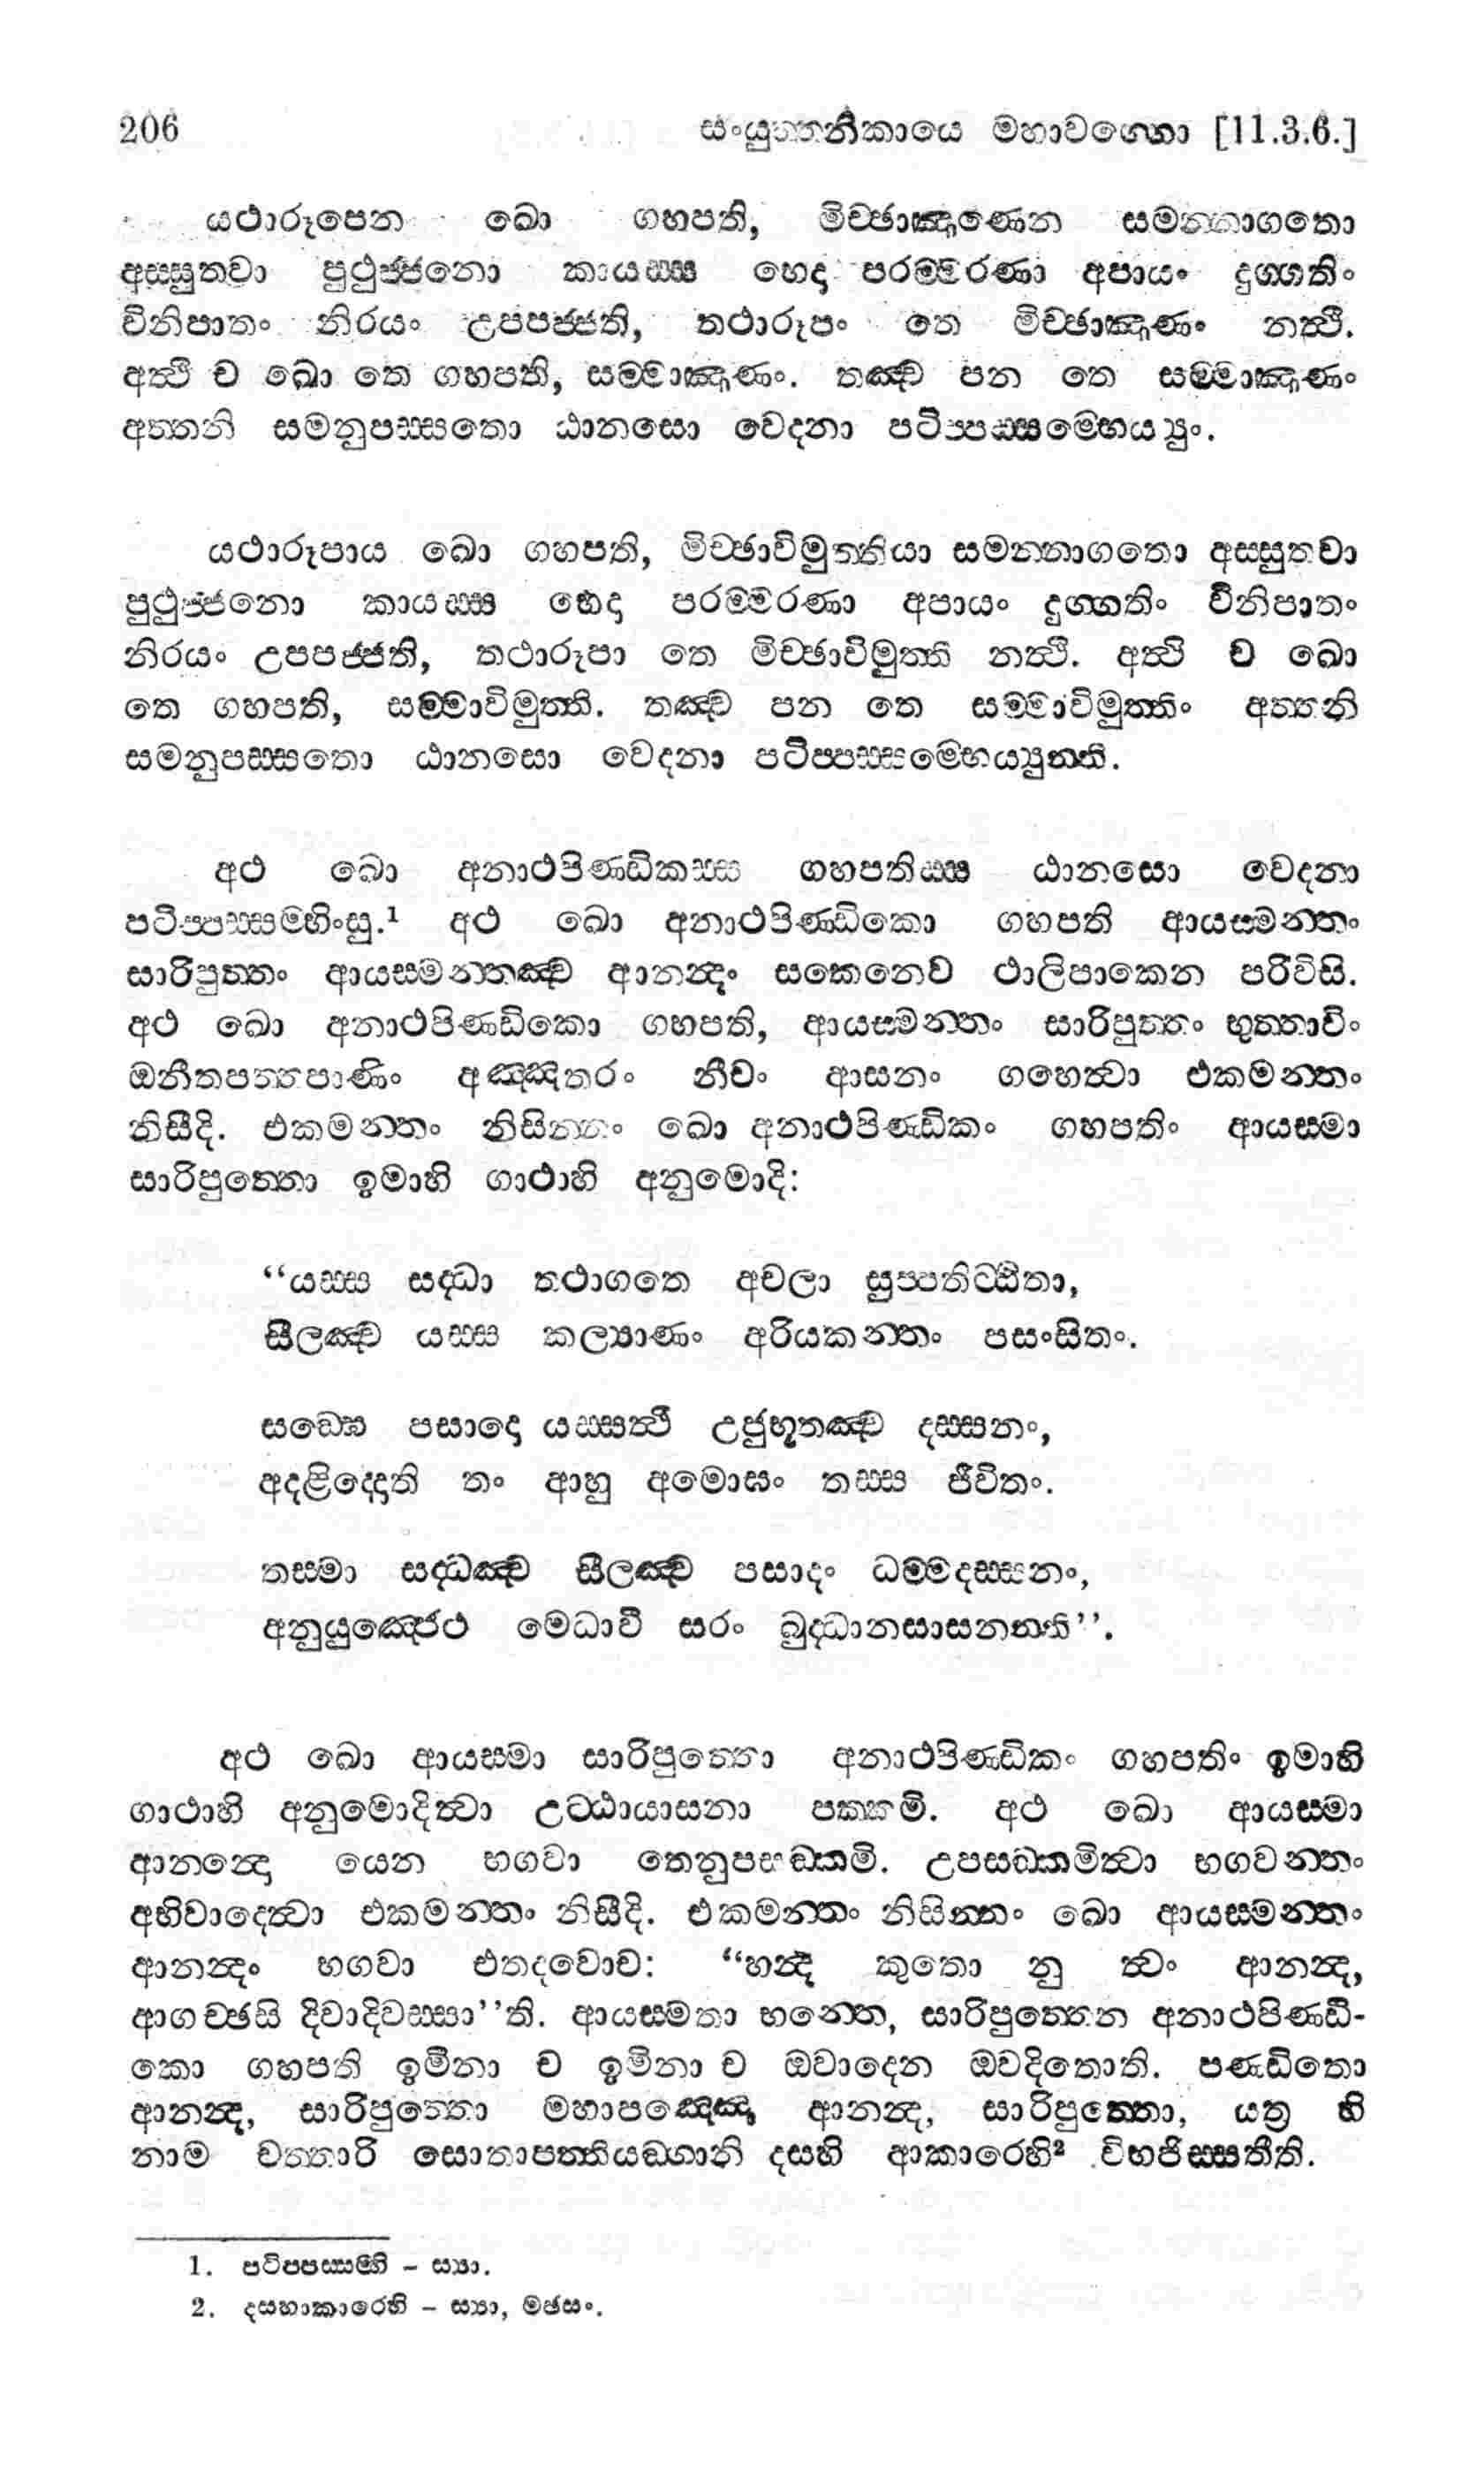 206 සංයුත්තනිකායෙ මහාවග්ගො [11.3.6.]
යථාරූපෙන ඛො ගහපති, මිච්ඡාඤාණෙන සමන්නාගතො
අස්සුතවා පුථුජ්ජනො කායස්ස භෙදා පරම්මරණා අපායං දුග්ගතිං
විනිපාතං නිරයං උපපජ්ජති, තථාරූපං තෙ මිච්ඡාඤාණං නත්ථි.
අත්ථි ච ඛො තෙ ගහපති, සම්මාඤාණං. තඤ්ච පන තෙ සම්මාඤාණං
අත්තනි සමනුපස්සතො ඨානසො වෙදනා පටිප්පස්සම්භෙය්‍යුං.
යථාරූපාය ඛො ගහපති, මිච්ඡාවිමුත්තියා සමන්නාගතො අස්සුතවා
පුථුජ්ජනො කායස්ස භෙදා පරම්මරණා අපායං දුග්ගතිං විනිපාතං
නිරයං උපපජ්ජති, තථාරූපා තෙ මිච්ඡාවිමුත්ති නත්ථි. අත්ථි ච ඛො
තෙ ගහපති, සම්මාවිමුත්ති. තඤ්ච පන තෙ සම්මාවිමුත්තිං අත්තනි
සමනුපස්සතො ඨානසො වෙදනා පටිප්පස්සම්භෙය්‍යුන්ති.
අථ ඛො අනාථපිණ්ඩිකස්ස ගහපතිස්ස ඨානසො වෙදනා
පටිප්පස්සම්භිංසු.¹ අථ ඛො අනාථපිණ්ඩිකො ගහපති ආයස්මන්තං
සාරිපුත්තං ආයස්මන්තඤ්ච ආනන්දං සකෙනෙව ථාලිපාකෙන පරිවිසි.
අථ ඛො අනාථපිණ්ඩිකො ගහපති, ආයස්මන්තං සාරිපුත්තං භුත්තාවිං
ඔනීතපත්තපාණිං අඤ්ඤතරං නීචං ආසනං ගහෙත්වා එකමන්තං
නිසීදි. එකමන්තං නිසින්නං ඛො අනාථපිණ්ඩිකං ගහපතිං ආයස්මා
සාරිපුත්තො ඉමාහි ගාථාහි අනුමොදි:
“යස්ස සද්ධා තථාගතෙ අචලා සුප්පතිට්ඨිතා,
සීලඤ්ච යස්ස කල්‍යාණං අරියකන්තං පසංසිතං.
සඞ්ඝෙ පසාදො යස්සත්ථි උජුභූතඤ්ච දස්සනං,
අදළිද්දොති තං ආහු අමොඝං තස්ස ජීවිතං.
තස්මා සද්ධඤ්ච සීලඤ්ච පසාදං ධම්මදස්සනං,
අනුයුඤ්ජෙථ මෙධාවී සරං බුද්ධානසාසනන්ති’’.
අථ ඛො ආයස්මා සාරිපුත්තො අනාථපිණ්ඩිකං ගහපතිං ඉමාහි
ගාථාහි අනුමොදිත්වා උට්ඨායාසනා පක්කමි. අථ ඛො ආයස්මා
ආනන්දො යෙන භගවා තෙනුපසඞ්කමි. උපසඞ්කමිත්වා භගවන්තං
අභිවාදෙත්වා එකමන්තං නිසීදි. එකමන්තං නිසින්නං ඛො ආයස්මන්තං
ආනන්දං භගවා එතදවොච: “හන්ද කුතො නු ත්වං ආනන්ද,
ආගච්ඡසි දිවාදිවස්සා’’ති. ආයස්මතා භන්තෙ, සාරිපුත්තෙන අනාථපිණ්ඩි-
කො ගහපති ඉමිනා ච ඉමිනා ච ඔවාදෙන ඔවදිතොති. පණ්ඩිතො
ආනන්ද, සාරිපුත්තො මහාපඤ්ඤො ආනන්ද, සාරිපුත්තො, යත්‍ර හි
නාම චත්තාරි සොතාපත්තියඞ්ගානි දසහි ආකාරෙහි² විභජිස්සතීති.
1. පටිප්පස්සම්භි – ස්‍යා.
2. දසහාකාරෙහි – ස්‍යා, මඡසං.